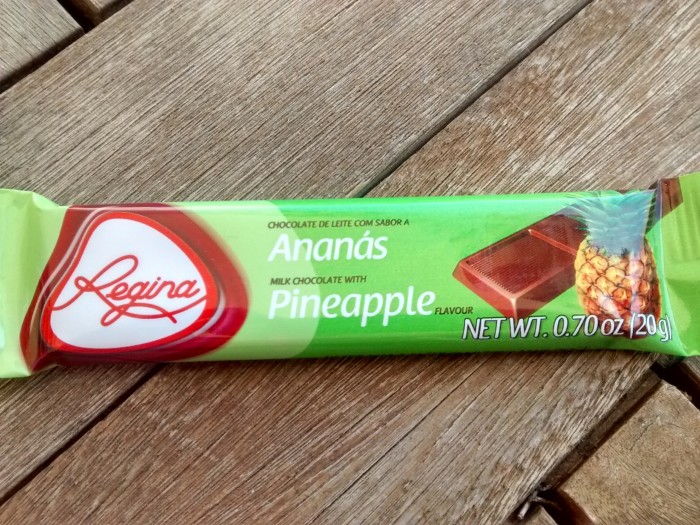 Regina
CHOCOLATE DE LEITE COM SABOR A
Ananás
MILK CHOCOLATE WITH
Pineapple FLAVOUR
NET WT. 0.70 oz (20g)